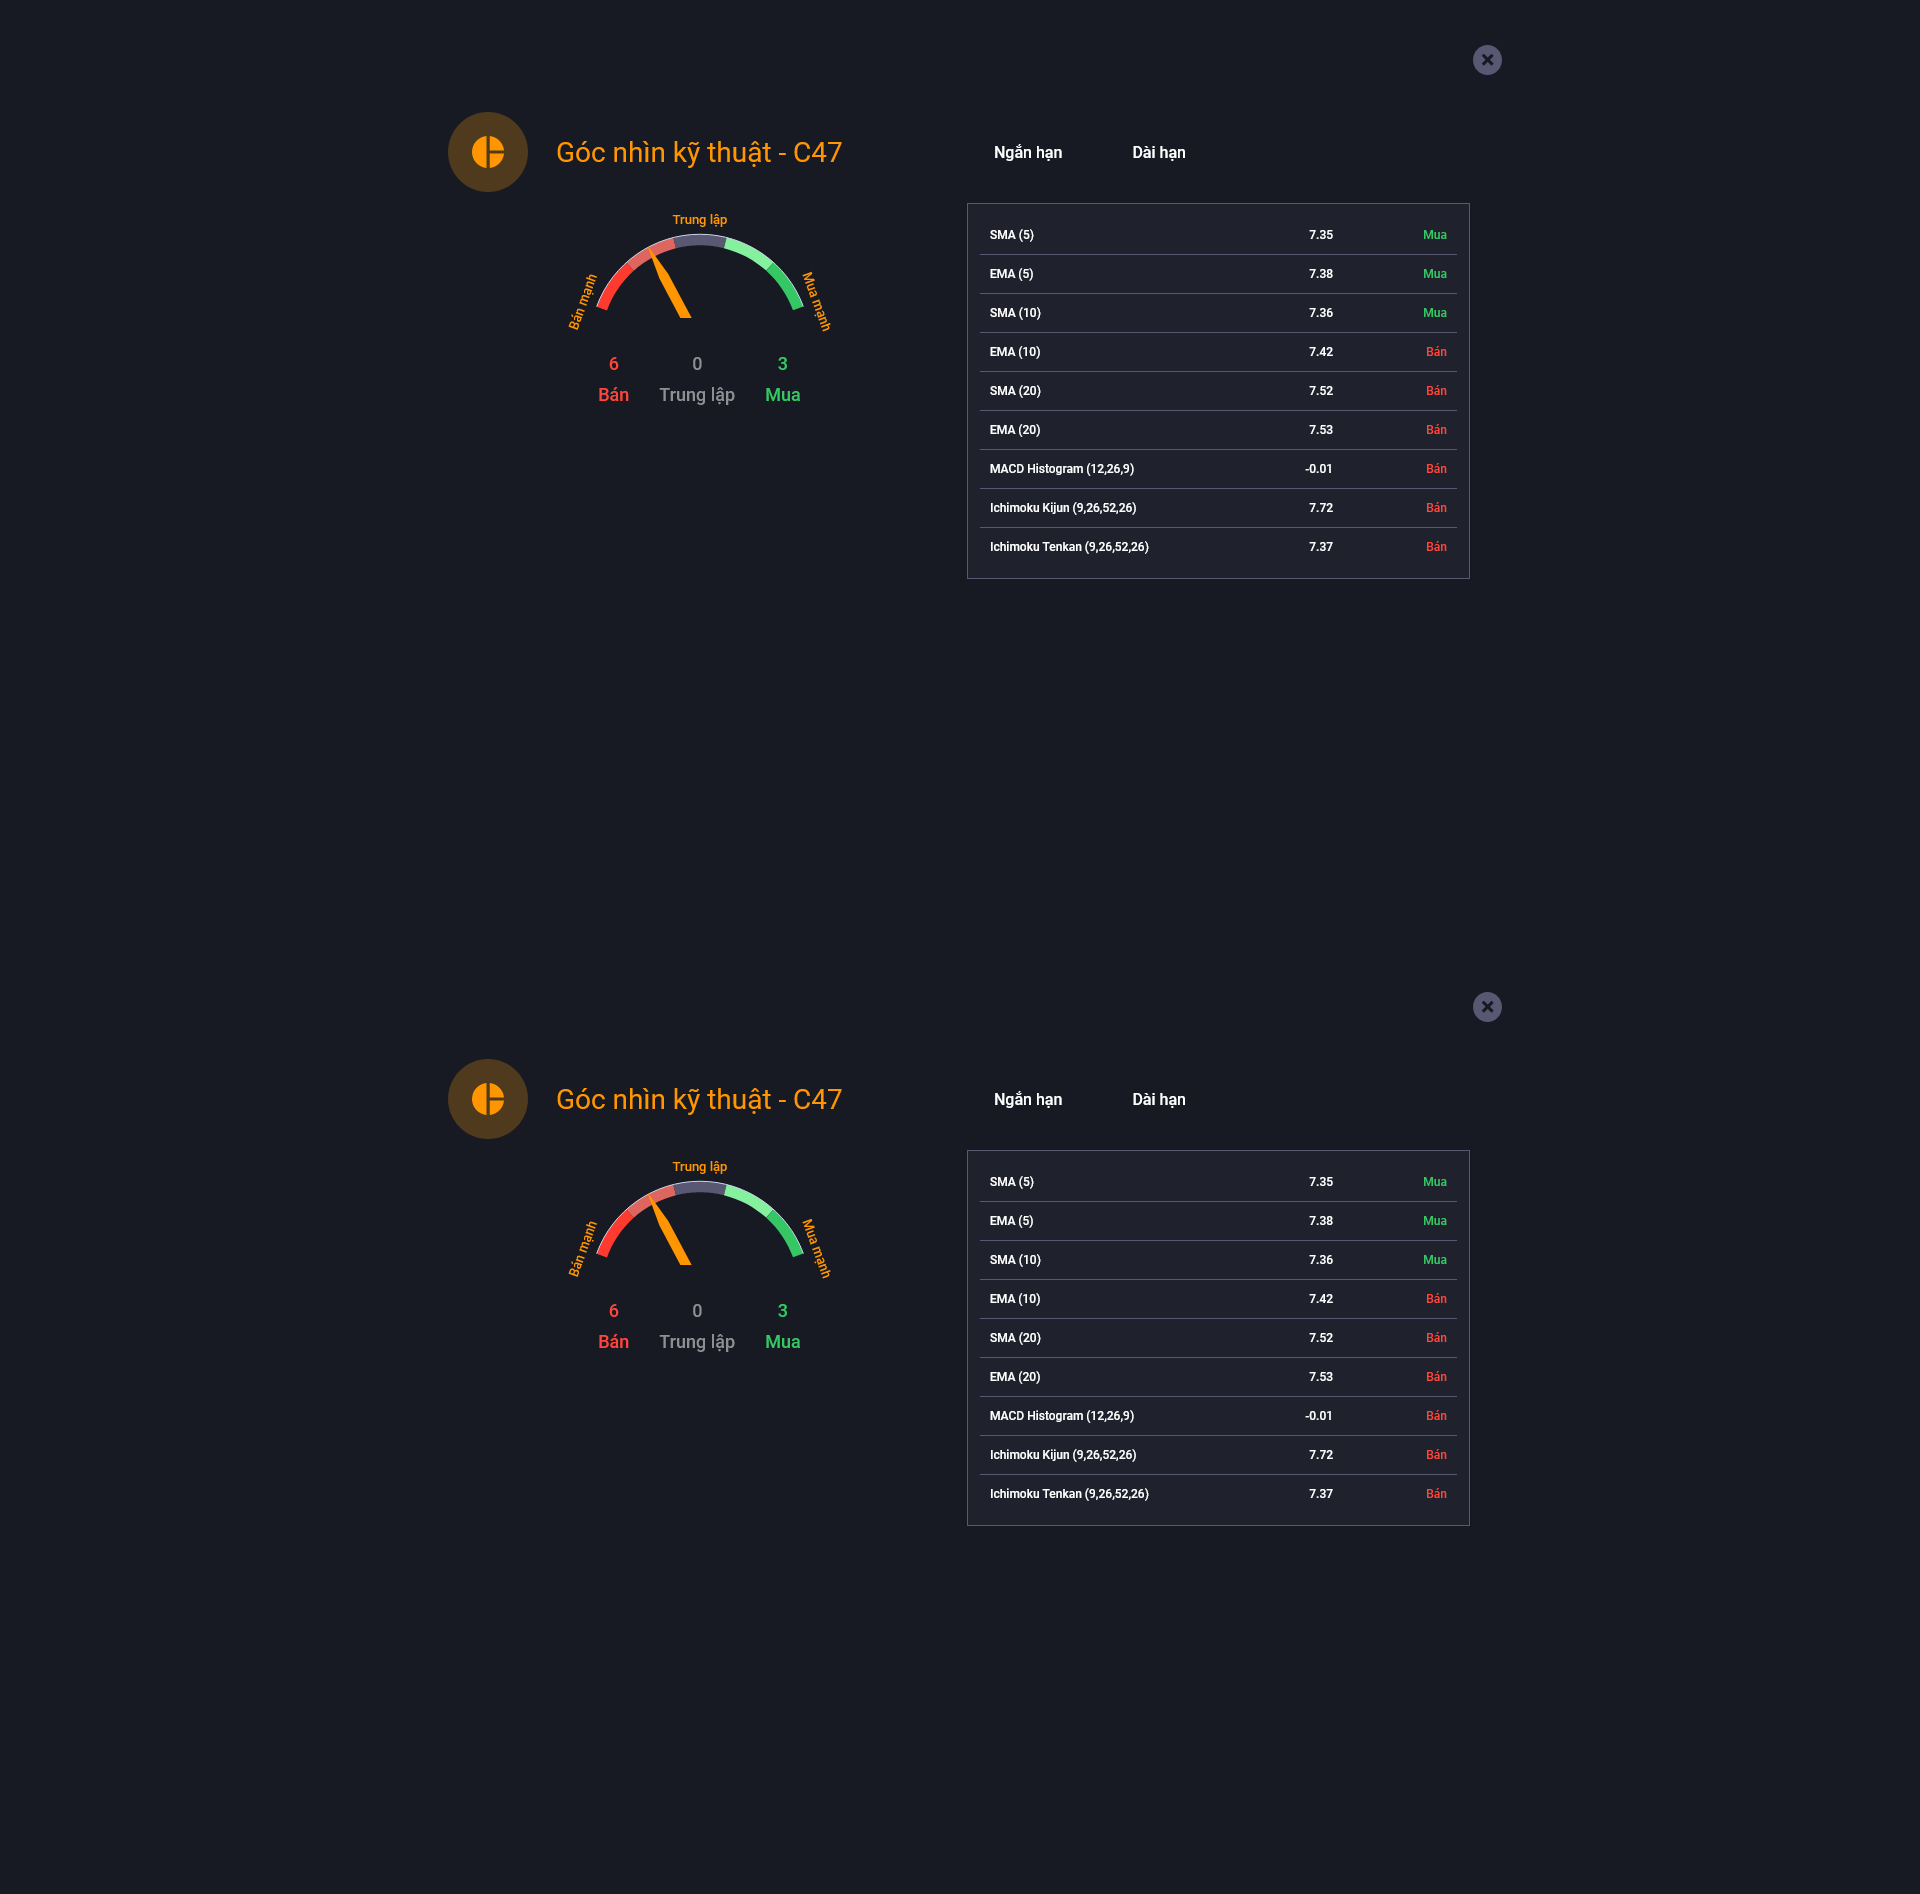 Góc nhìn kỹ thuật - C47
Ngắn hạn Dài hạn
Trung lập
Bán mạnh
Mua mạnh
6 0 3
Bán Trung lập Mua
SMA (5) 7.35 Mua
EMA (5) 7.38 Mua
SMA (10) 7.36 Mua
EMA (10) 7.42 Bán
SMA (20) 7.52 Bán
EMA (20) 7.53 Bán
MACD Histogram (12,26,9) -0.01 Bán
Ichimoku Kijun (9,26,52,26) 7.72 Bán
Ichimoku Tenkan (9,26,52,26) 7.37 Bán
Góc nhìn kỹ thuật - C47
Ngắn hạn Dài hạn
Trung lập
Bán mạnh
Mua mạnh
6 0 3
Bán Trung lập Mua
SMA (5) 7.35 Mua
EMA (5) 7.38 Mua
SMA (10) 7.36 Mua
EMA (10) 7.42 Bán
SMA (20) 7.52 Bán
EMA (20) 7.53 Bán
MACD Histogram (12,26,9) -0.01 Bán
Ichimoku Kijun (9,26,52,26) 7.72 Bán
Ichimoku Tenkan (9,26,52,26) 7.37 Bán